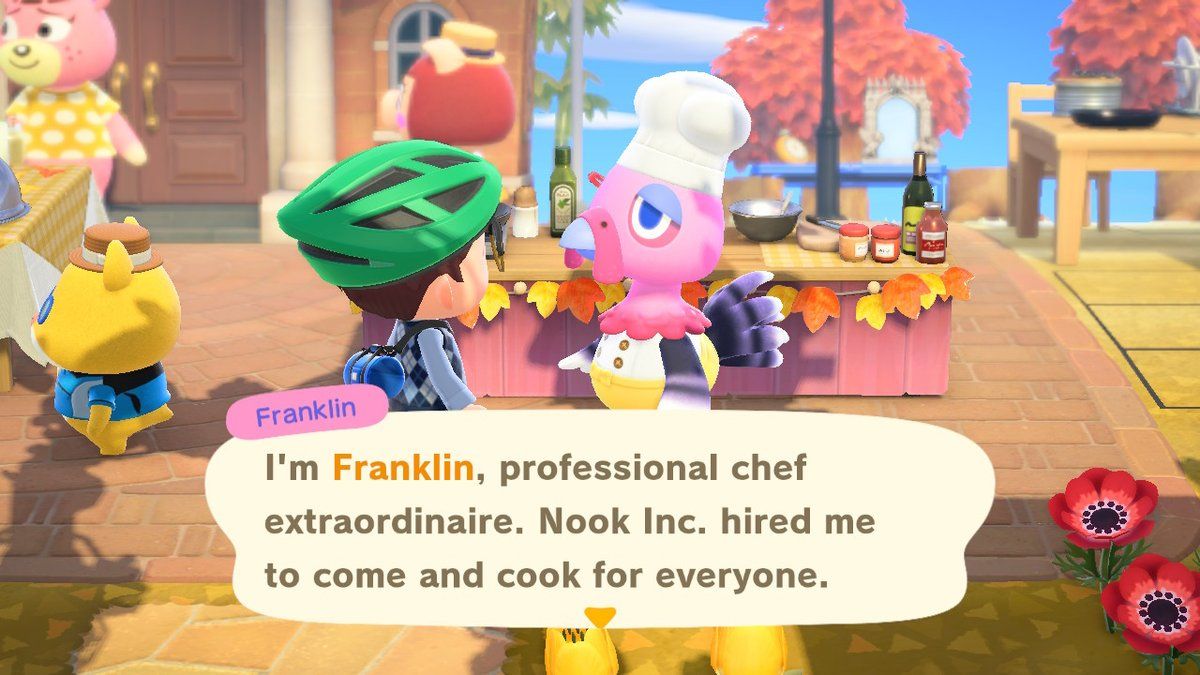 Franklin
I'm Franklin, professional chef
extraordinaire. Nook Inc. hired me
to come and cook for everyone.